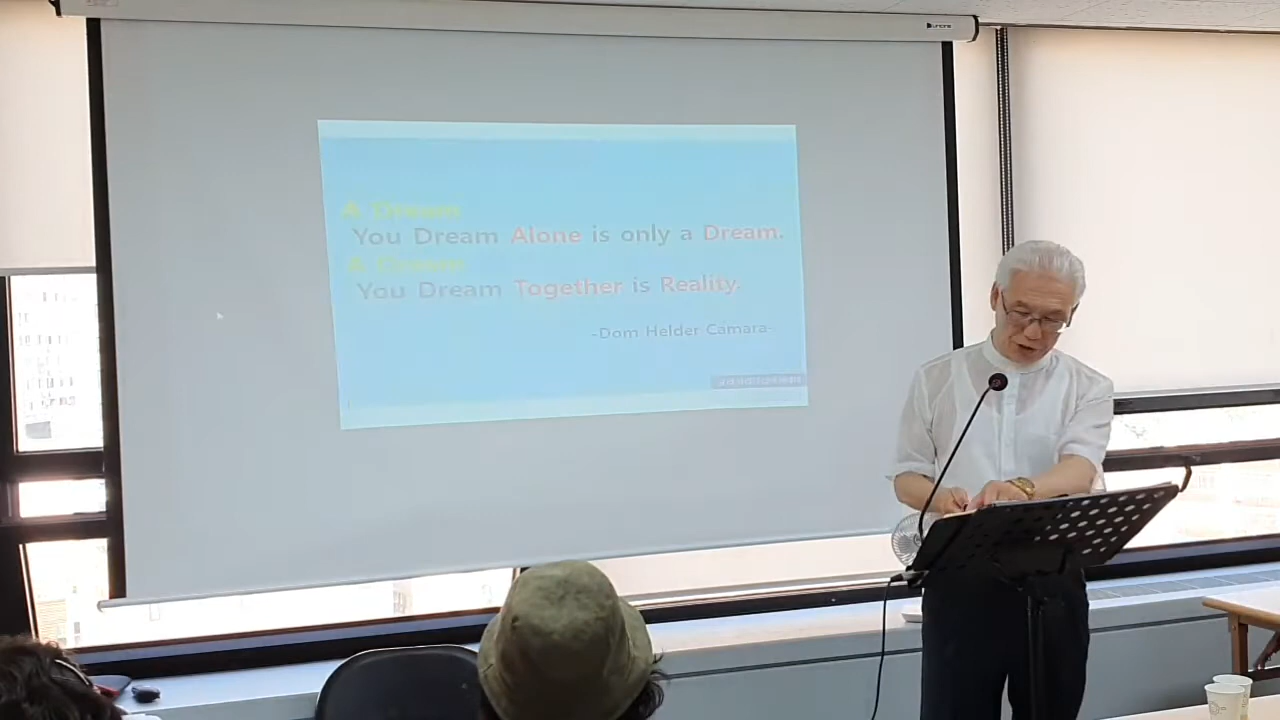 A Dream
You Dream Alone is only a Dream.
A Dream
You Dream Together is Reality.
-Dom Helder Camara-